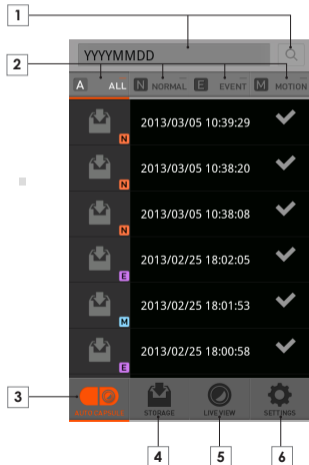 1
YYYYMMDD
2
A ALL N NORMAL E EVENT M MOTION
2013/03/05 10:39:29
N
2013/03/05 10:38:20
N
2013/03/05 10:38:08
N
2013/02/25 18:02:05
E
2013/02/25 18:01:53
M
2013/02/25 18:00:58
E
3
AUTO CAPSULE STORAGE LIVE VIEW SETTINGS
4 5 6